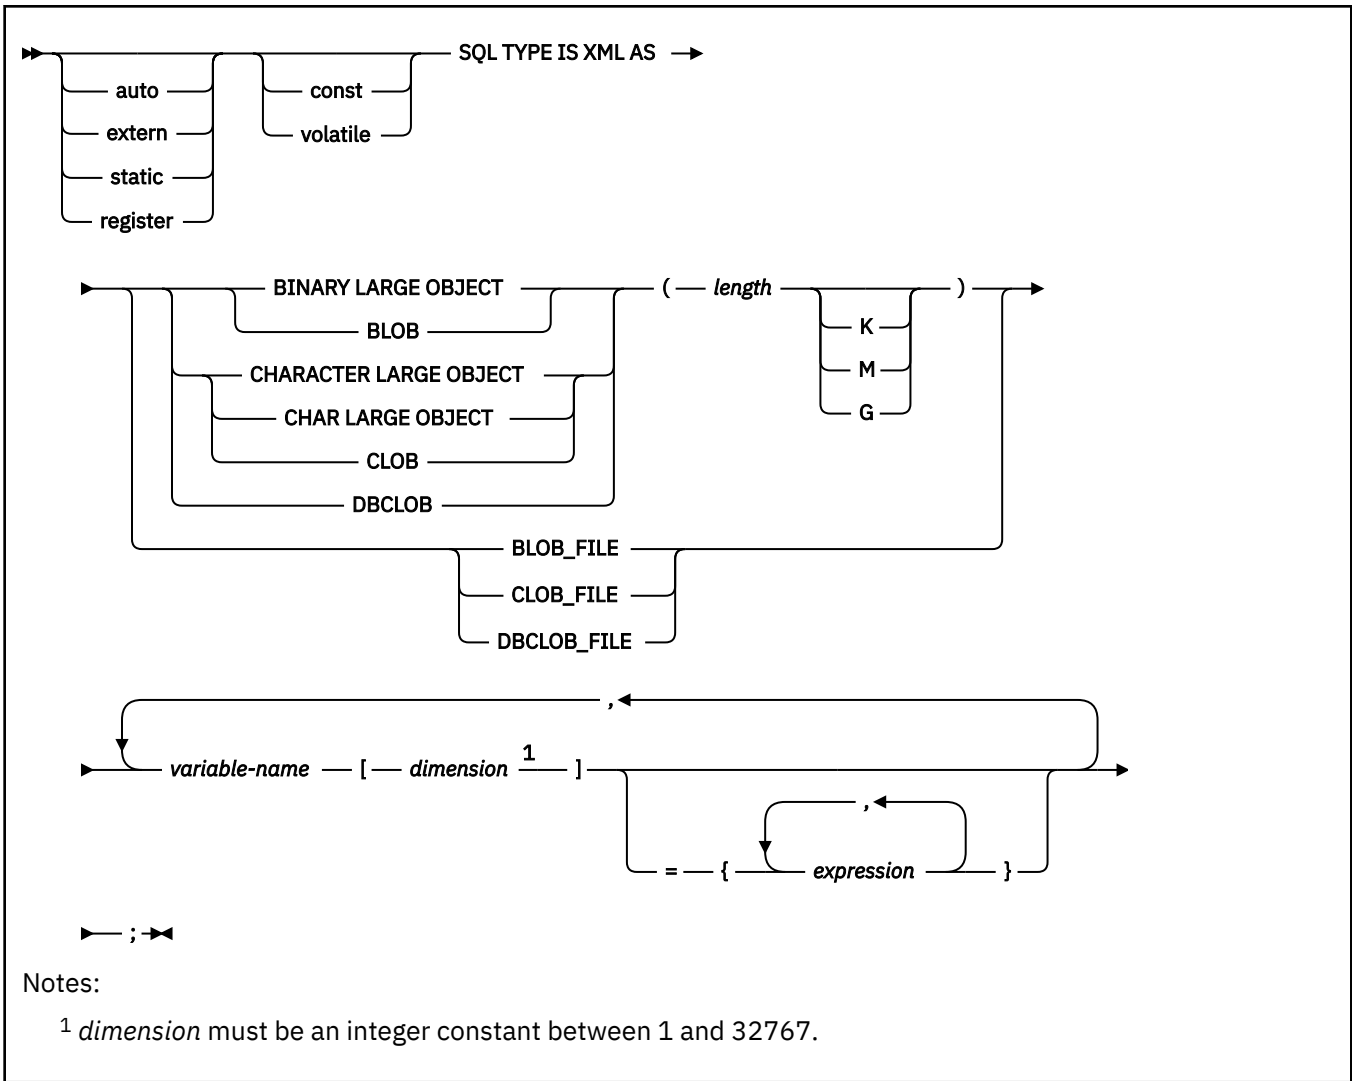 SQL TYPE IS XML AS
auto const
extern volatile
static
register
BINARY LARGE OBJECT ( length )
BLOB K
CHARACTER LARGE OBJECT M
CHAR LARGE OBJECT G
CLOB
DBCLOB
BLOB_FILE
CLOB_FILE
DBCLOB_FILE
,
variable-name [ dimension 1 ]
,
= { expression }
;
Notes:
1 dimension must be an integer constant between 1 and 32767.